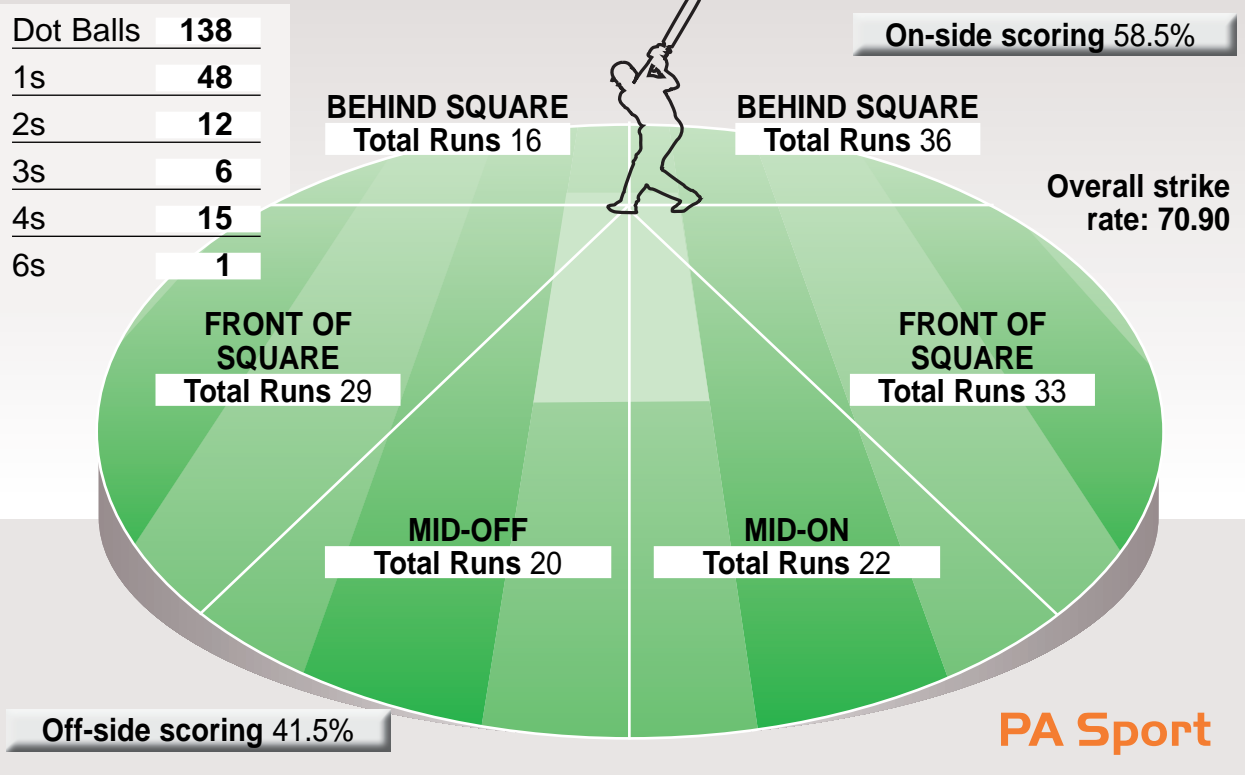 Dot Balls 138
1s 48
2s 12
3s 6
4s 15
6s 1
On-side scoring 58.5%
BEHIND SQUARE
Total Runs 16
BEHIND SQUARE
Total Runs 36
Overall strike
rate: 70.90
FRONT OF
SQUARE
Total Runs 29
FRONT OF
SQUARE
Total Runs 33
MID-OFF
Total Runs 20
MID-ON
Total Runs 22
Off-side scoring 41.5%
PA Sport